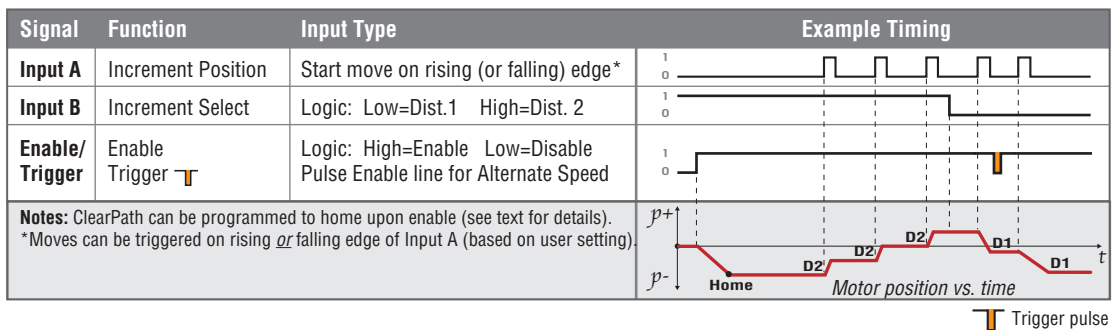 Signal Function Input Type Example Timing
Input A Increment Position Start move on rising (or falling) edge*
1
0
Input B Increment Select Logic: Low=Dist.1 High=Dist. 2
1
0
Enable/ Enable Logic: High=Enable Low=Disable
Trigger Trigger Pulse Enable line for Alternate Speed
1
0
Notes: ClearPath can be programmed to home upon enable (see text for details).
*Moves can be triggered on rising or falling edge of Input A (based on user setting).
p+
p-
Home
D2
D2
D2
D1
D1
t
Motor position vs. time
Trigger pulse